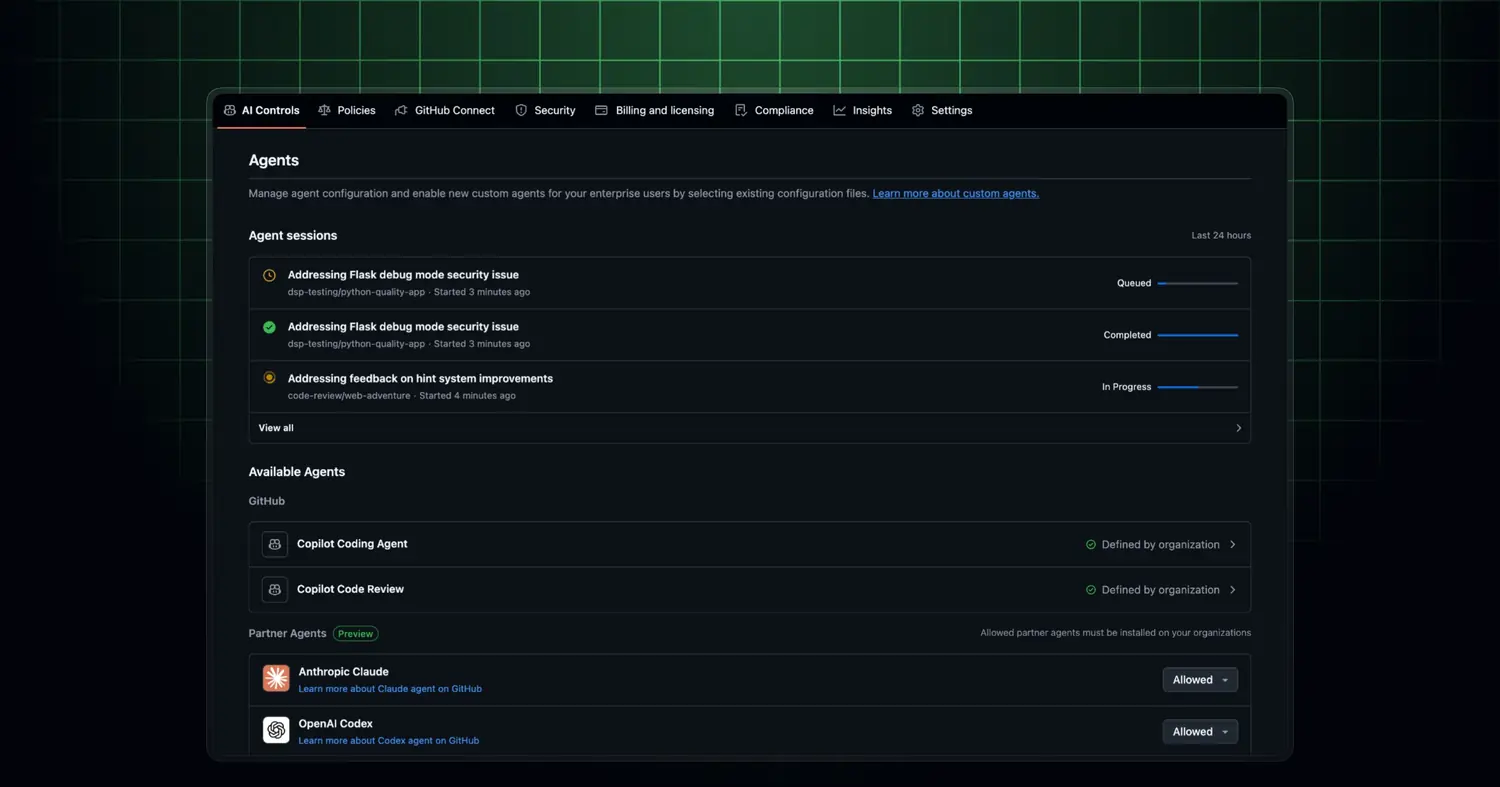 AI Controls Policies GitHub Connect Security Billing and licensing Compliance Insights Settings
Agents
Manage agent configuration and enable new custom agents for your enterprise users by selecting existing configuration files. Learn more about custom agents.
Agent sessions Last 24 hours
Addressing Flask debug mode security issue
dsp-testing/python-quality-app · Started 3 minutes ago
Queued
Addressing Flask debug mode security issue
dsp-testing/python-quality-app · Started 3 minutes ago
Completed
Addressing feedback on hint system improvements
code-review/web-adventure · Started 4 minutes ago
In Progress
View all
Available Agents
GitHub
Copilot Coding Agent Defined by organization
Copilot Code Review Defined by organization
Partner Agents Preview Allowed partner agents must be installed on your organizations
Anthropic Claude
Learn more about Claude agent on GitHub
Allowed
OpenAI Codex
Learn more about Codex agent on GitHub
Allowed